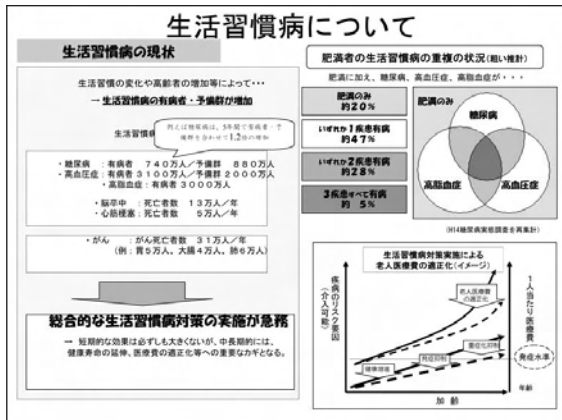 生活習慣病について
生活習慣病の現状
生活習慣の変化や高齢者の増加等によって・・・
→ 生活習慣病の有病者・予備群が増加
生活習慣病
例えば糖尿病は、5年間で有病者・予
備群を合わせて1.2倍の増加
・糖尿病 :有病者 740万人/予備群 880万人
・高血圧症:有病者3100万人/予備群2000万人
・高脂血症:有病者3000万人
・脳卒中 :死亡者数 13万人/年
・心筋梗塞:死亡者数 5万人/年
・がん :がん死亡者数 31万人/年
(例:胃5万人、大腸4万人、肺6万人)
総合的な生活習慣病対策の実施が急務
→ 短期的な効果は必ずしも大きくないが、中長期的には、
健康寿命の延伸、医療費の適正化等への重要なカギとなる。
肥満者の生活習慣病の重複の状況(粗い推計)
肥満に加え、糖尿病、高血圧症、高脂血症が・・・
肥満のみ
約20%
いずれか1疾患有病
約47%
いずれか2疾患有病
約28%
3疾患すべて有病
約 5%
肥満のみ
糖尿病
高脂血症
高血圧症
(H14糖尿病実態調査を再集計)
生活習慣病対策実施による
老人医療費の適正化(イメージ)
疾病のリスク要因
(介入可能)
1人当たり医療費
老人医療費
の適正化
重症化抑制
発症抑制
健康増進
発症水準
年齢
加 齢